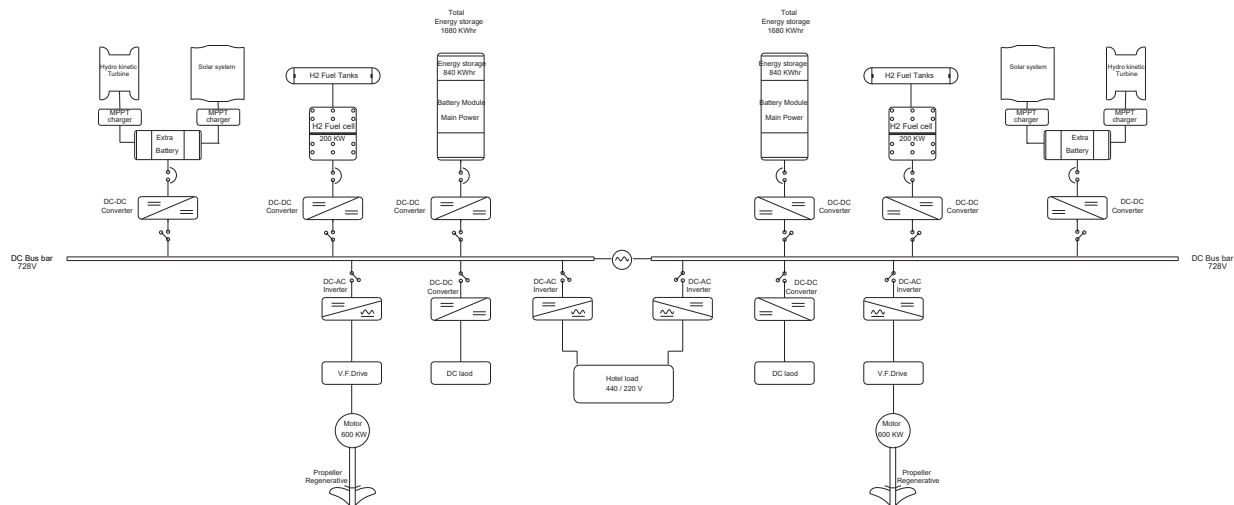 Total
Energy storage
1680 KWhr
Total
Energy storage
1680 KWhr
Hydro kinetic
Turbine
Solar system
H2 Fuel Tanks
Energy storage
840 KWhr
Energy storage
840 KWhr
H2 Fuel Tanks
Solar system
Hydro kinetic
Turbine
MPPT
charger
MPPT
charger
Battery Module
Main Power
Battery Module
Main Power
MPPT
charger
MPPT
charger
Extra
Battery
H2 Fuel cell
200 KW
H2 Fuel cell
200 KW
Extra
Battery
DC-DC
Converter
DC-DC
Converter
DC-DC
Converter
DC-DC
Converter
DC-DC
Converter
DC-DC
Converter
DC Bus bar
728V
DC Bus bar
728V
DC-AC
Inverter
DC-DC
Converter
DC-AC
Inverter
DC-AC
Inverter
DC-DC
Converter
DC-AC
Inverter
V.F.Drive
DC laod
Hotel load
440 / 220 V
DC laod
V.F.Drive
Motor
600 KW
Motor
600 KW
Propeller
Regenerative
Propeller
Regenerative